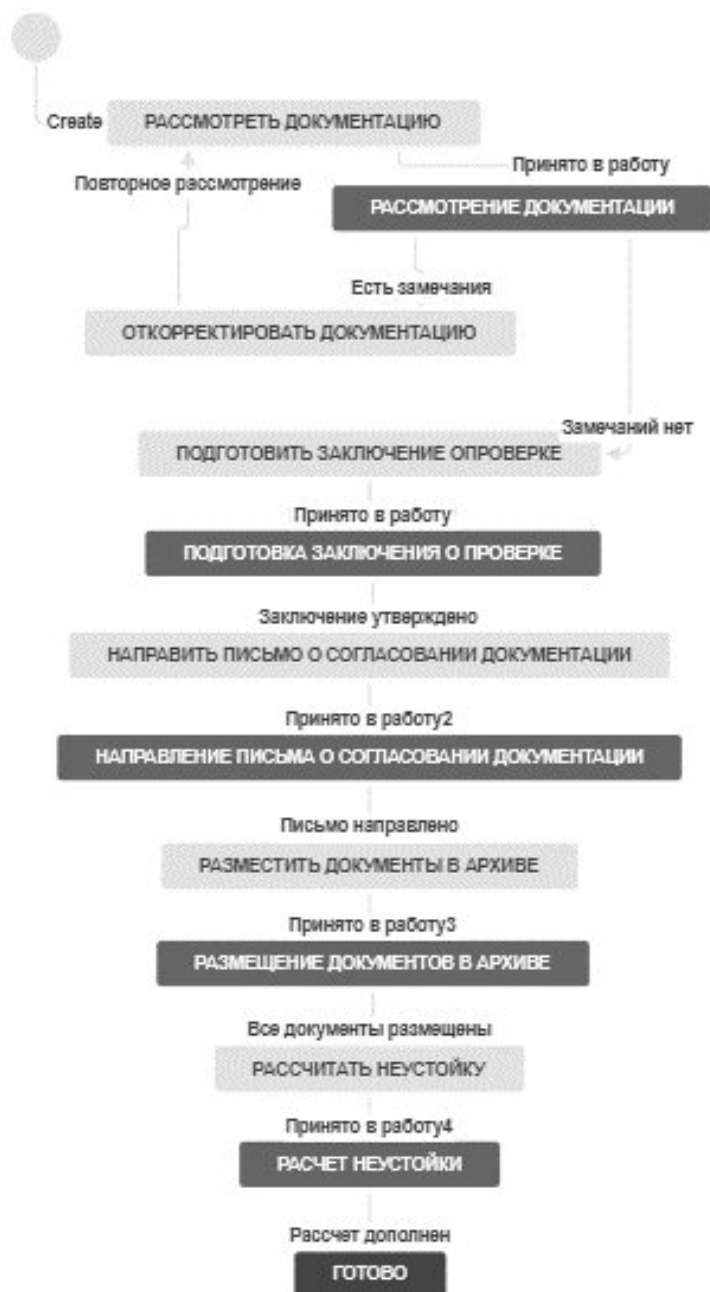 Create
РАССМОТРЕТЬ ДОКУМЕНТАЦИЮ
Принято в работу
Повторное рассмотрение
РАССМОТРЕНИЕ ДОКУМЕНТАЦИИ
Есть замечания
ОТКОРРЕКТИРОВАТЬ ДОКУМЕНТАЦИЮ
Замечаний нет
ПОДГОТОВИТЬ ЗАКЛЮЧЕНИЕ ОПРОВЕРКЕ
Принято в работу
ПОДГОТОВКА ЗАКЛЮЧЕНИЯ О ПРОВЕРКЕ
Заключение утверждено
НАПРАВИТЬ ПИСЬМО О СОГЛАСОВАНИИ ДОКУМЕНТАЦИИ
Принято в работу2
НАПРАВЛЕНИЕ ПИСЬМА О СОГЛАСОВАНИИ ДОКУМЕНТАЦИИ
Письмо направлено
РАЗМЕСТИТЬ ДОКУМЕНТЫ В АРХИВЕ
Принято в работу3
РАЗМЕЩЕНИЕ ДОКУМЕНТОВ В АРХИВЕ
Все документы размещены
РАССЧИТАТЬ НЕУСТОЙКУ
Принято в работу4
РАСЧЕТ НЕУСТОЙКИ
Рассчет дополнен
ГОТОВО